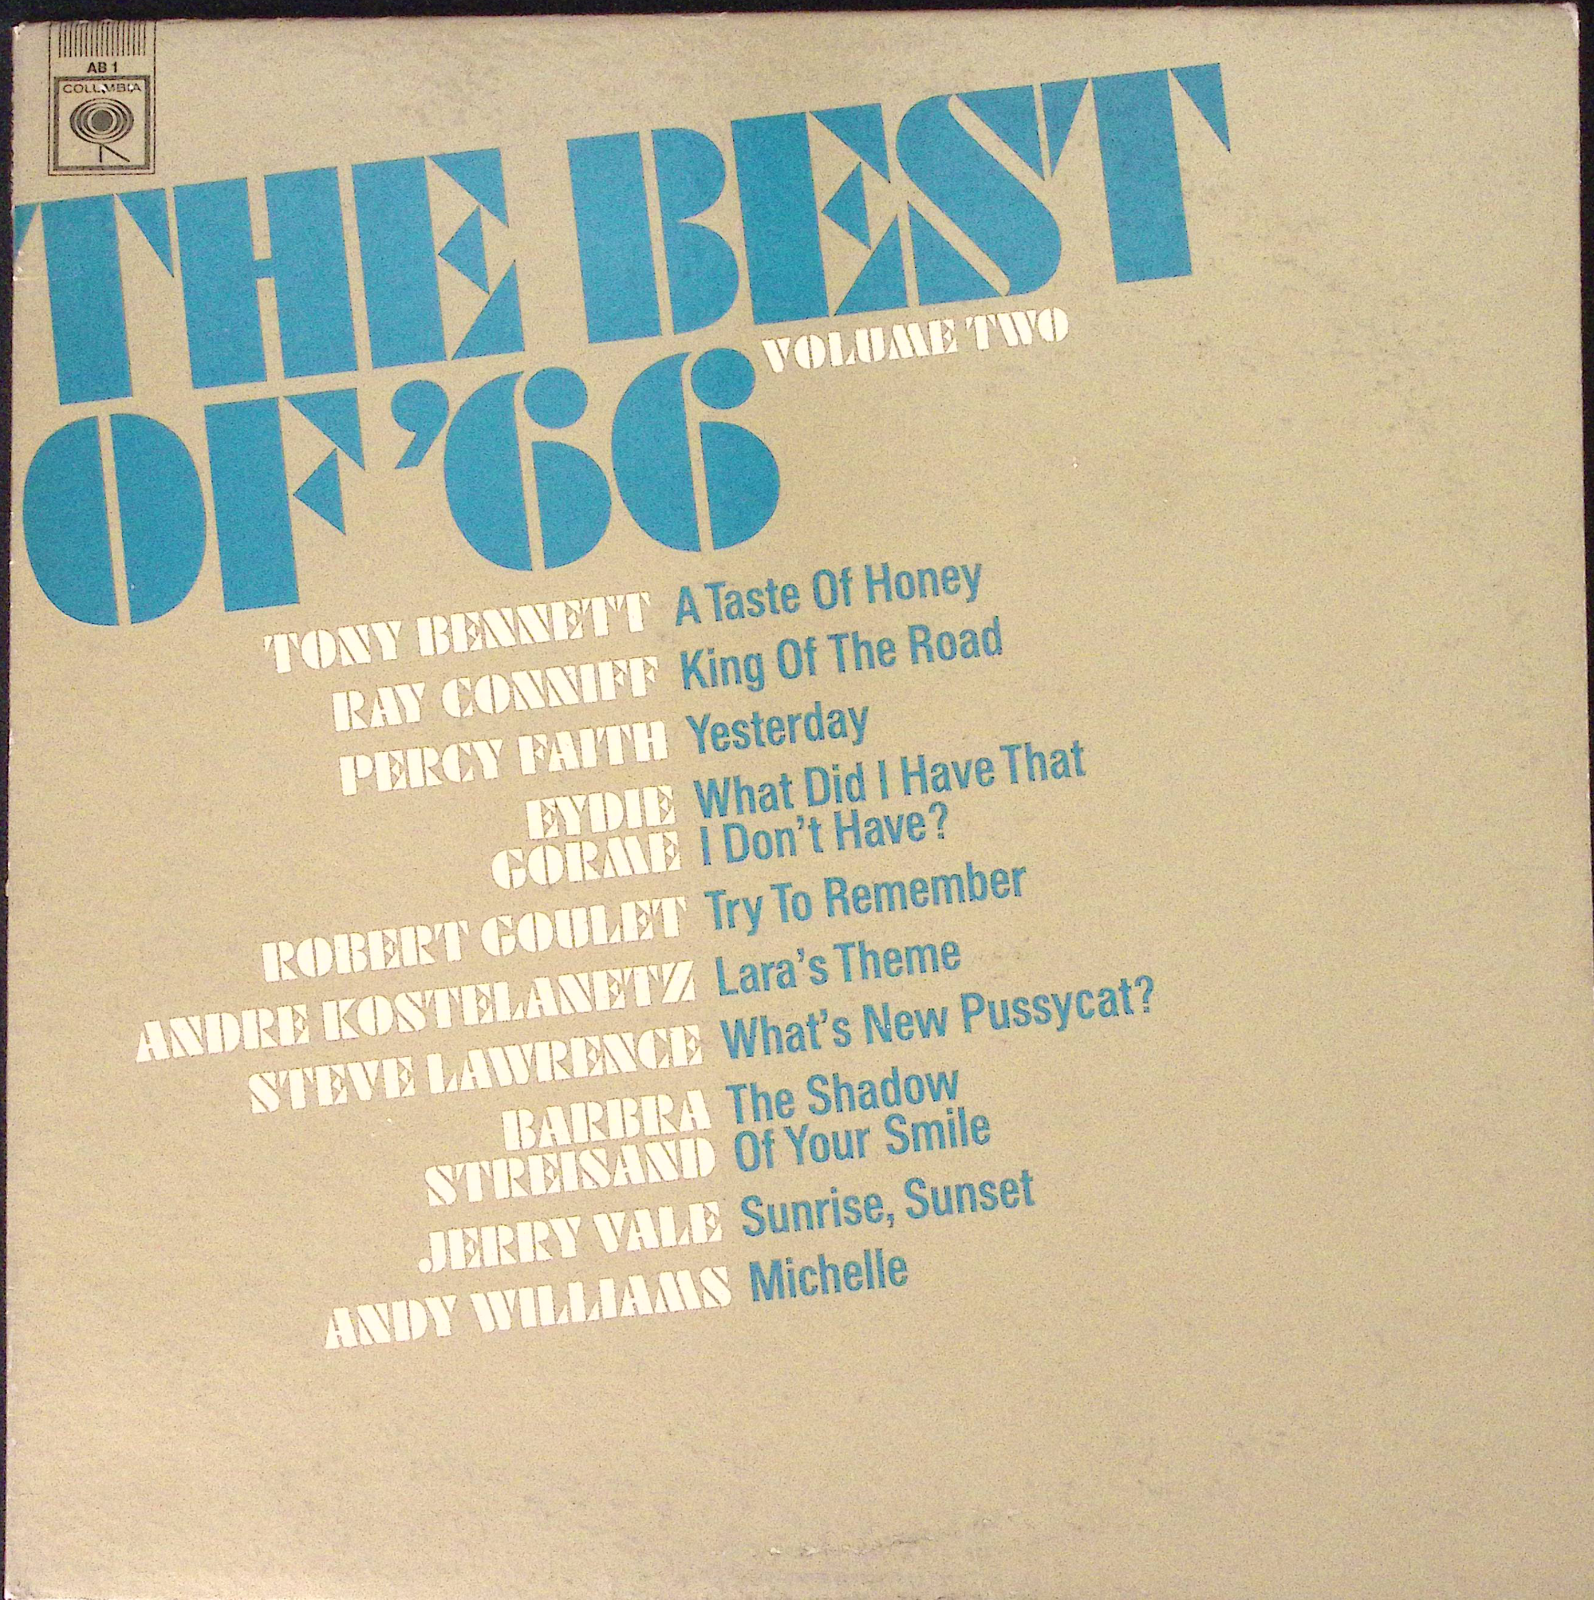 AB 1
COLUMBIA
THE BEST
OF '66
VOLUME TWO
TONY BENNETT A Taste Of Honey
RAY CONNIFF King Of The Road
PERCY FAITH Yesterday
EYDIE What Did I Have That
GORME I Don't Have?
ROBERT GOULET Try To Remember
ANDRE KOSTELANETZ Lara's Theme
STEVE LAWRENCE What's New Pussycat?
BARBRA The Shadow
STREISAND Of Your Smile
JERRY VALE Sunrise, Sunset
ANDY WILLIAMS Michelle